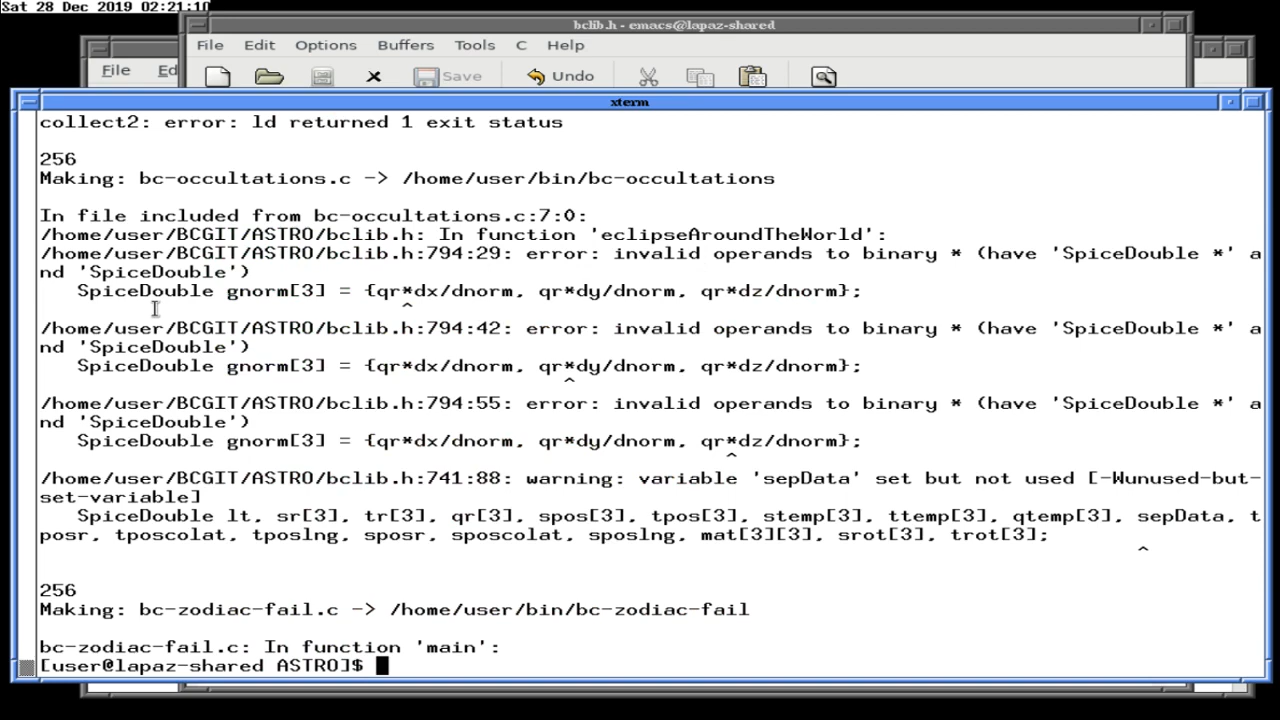 Sat 28 Dec 2019 02:21:10
bclib.h - emacs@lapaz-shared
File Edit Options Buffers Tools C Help
File Ed
Save Undo
xterm
collect2: error: ld returned 1 exit status
256
Making: bc-occultations.c -> /home/user/bin/bc-occultations
In file included from bc-occultations.c:7:0:
/home/user/BCGIT/ASTRO/bclib.h: In function 'eclipseAroundTheWorld':
/home/user/BCGIT/ASTRO/bclib.h:794:29: error: invalid operands to binary * (have 'SpiceDouble *' a
nd 'SpiceDouble')
SpiceDouble gnorm[3] = {qr*dx/dnorm, qr*dy/dnorm, qr*dz/dnorm};
^
/home/user/BCGIT/ASTRO/bclib.h:794:42: error: invalid operands to binary * (have 'SpiceDouble *' a
nd 'SpiceDouble')
SpiceDouble gnorm[3] = {qr*dx/dnorm, qr*dy/dnorm, qr*dz/dnorm};
^
/home/user/BCGIT/ASTRO/bclib.h:794:55: error: invalid operands to binary * (have 'SpiceDouble *' a
nd 'SpiceDouble')
SpiceDouble gnorm[3] = {qr*dx/dnorm, qr*dy/dnorm, qr*dz/dnorm};
^
/home/user/BCGIT/ASTRO/bclib.h:741:88: warning: variable 'sepData' set but not used [-Wunused-but-
set-variable]
SpiceDouble lt, sr[3], tr[3], qr[3], spos[3], tpos[3], stemp[3], ttemp[3], qtemp[3], sepData, t
posr, tposcolat, tposlng, sposr, sposcolat, sposlng, mat[3][3], srot[3], trot[3];
^
256
Making: bc-zodiac-fail.c -> /home/user/bin/bc-zodiac-fail
bc-zodiac-fail.c: In function 'main':
[user@lapaz-shared ASTRO]$